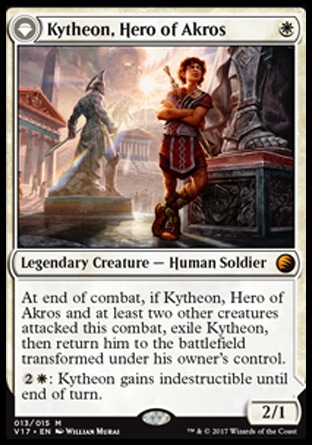 Kytheon, Hero of Akros
Legendary Creature — Human Soldier
At end of combat, if Kytheon, Hero of
Akros and at least two other creatures
attacked this combat, exile Kytheon,
then return him to the battlefield
transformed under his owner's control.
2: Kytheon gains indestructible until
end of turn.
2/1
013/015 M
V17 • EN Willian Murai
™ & © 2017 Wizards of the Coast